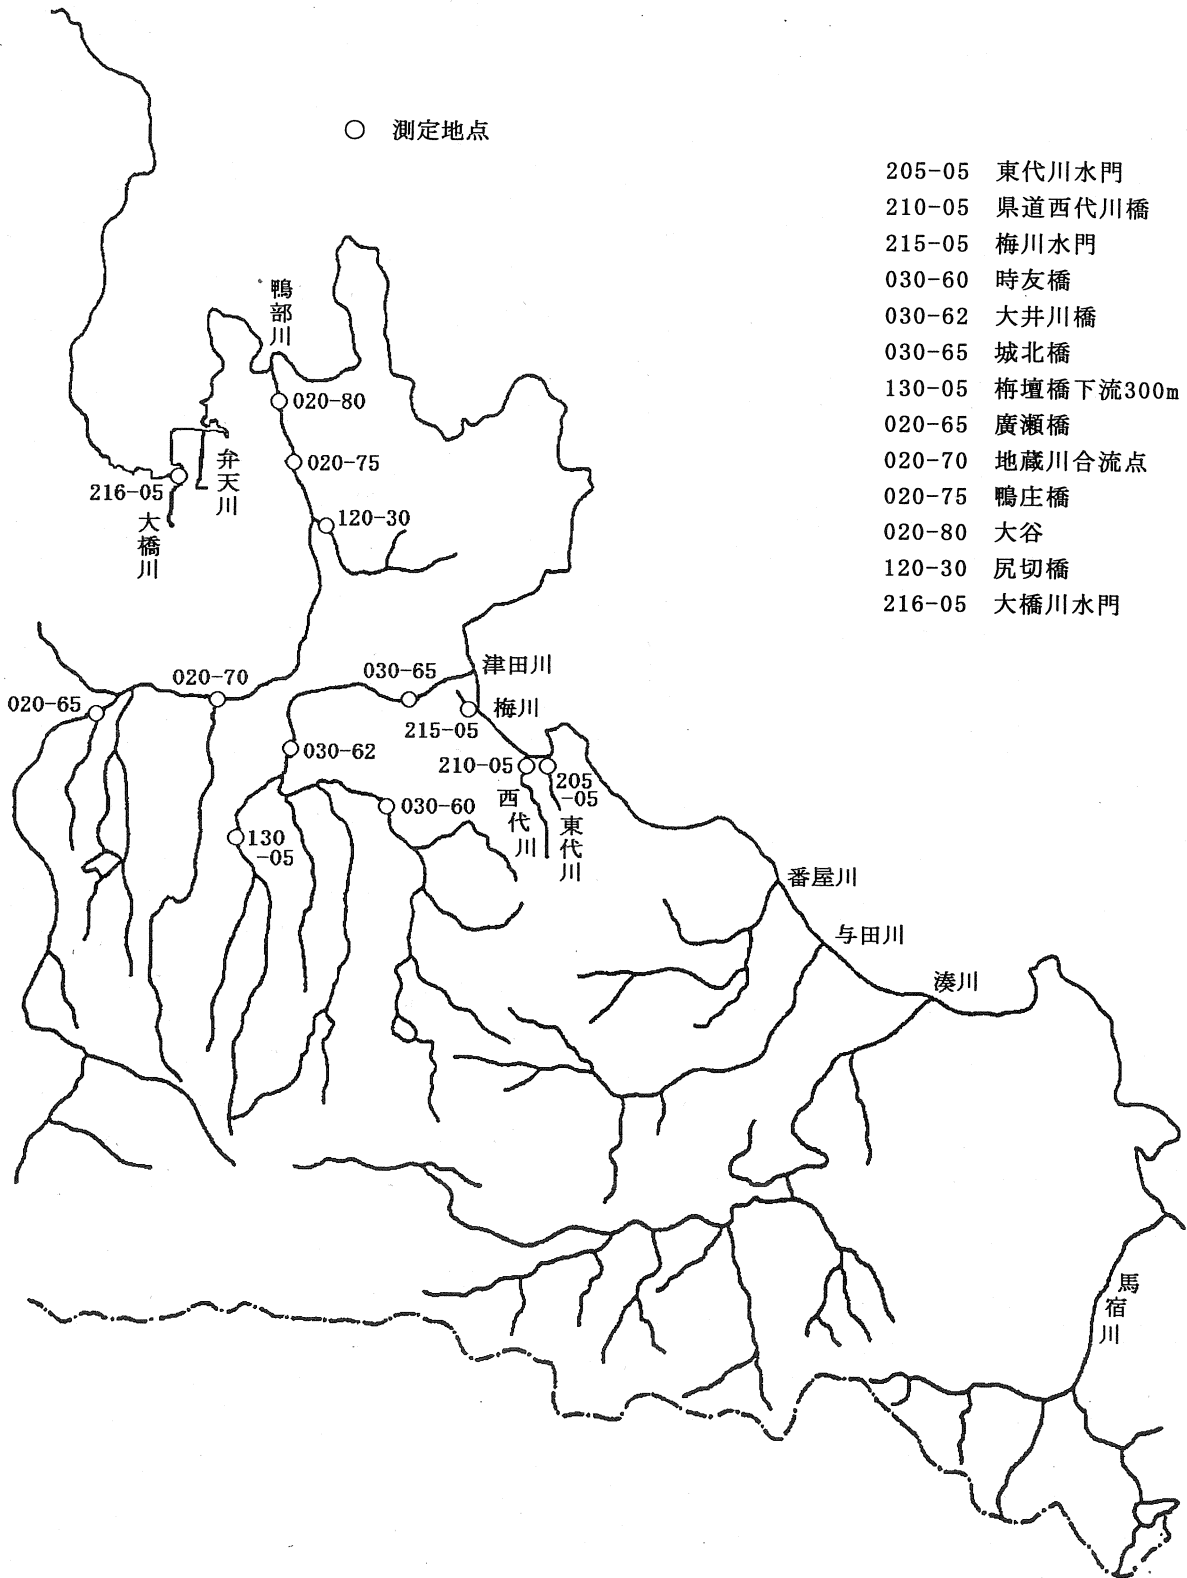 ○ 測定地点
205-05 東代川水門
210-05 県道西代川橋
215-05 梅川水門
030-60 時友橋
030-62 大井川橋
030-65 城北橋
130-05 栴壇橋下流300m
020-65 廣瀬橋
020-70 地蔵川合流点
020-75 鴨庄橋
020-80 大谷
120-30 尻切橋
216-05 大橋川水門
鴨部川
020-80
020-75
弁天川
216-05
大橋川
120-30
津田川
030-65
020-70
020-65
梅川
215-05
030-62
210-05
205
-05
西代川
東代川
030-60
130
-05
番屋川
与田川
湊川
馬宿川